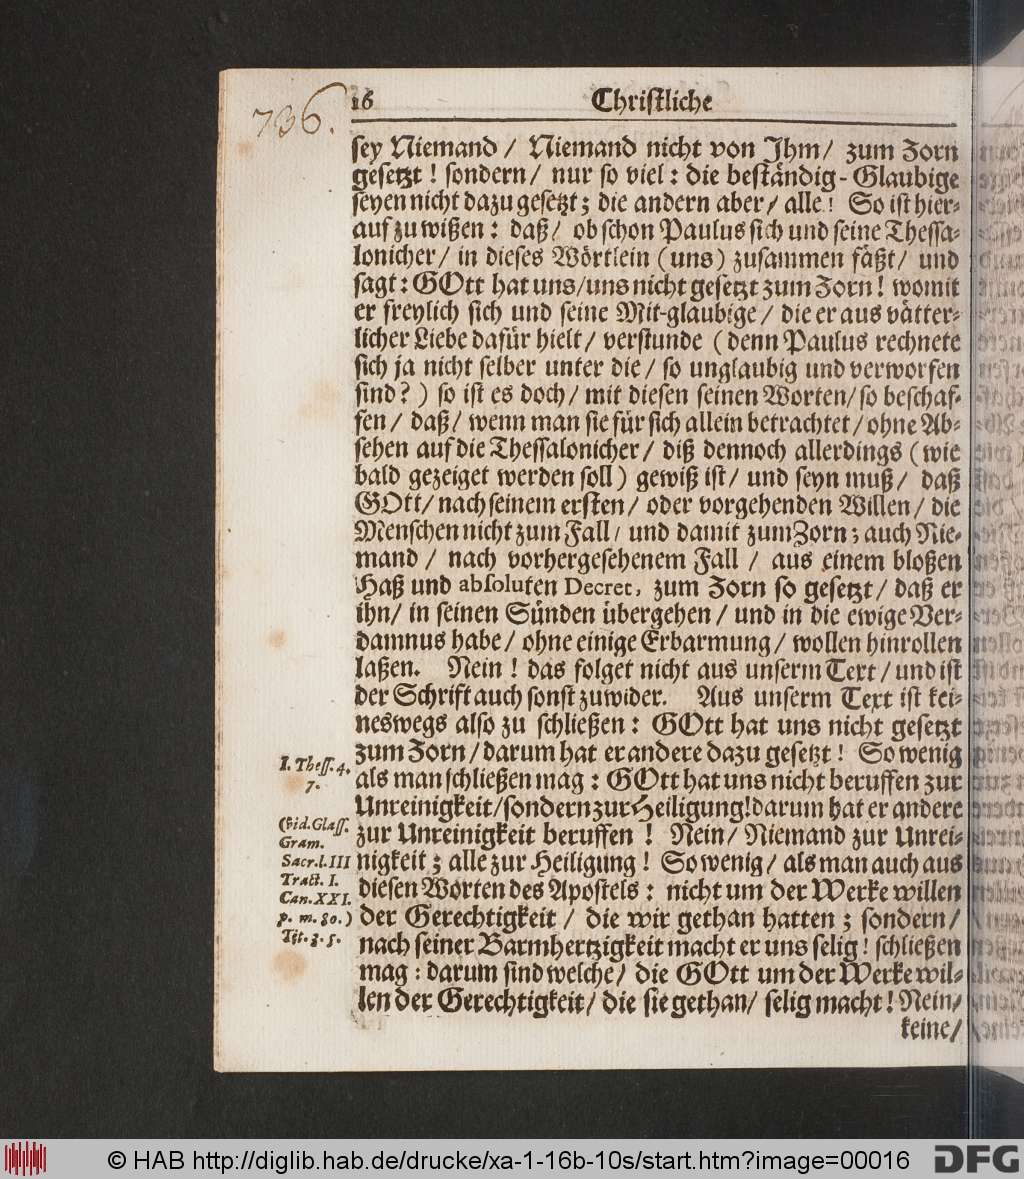 736.
16 Christliche
sey Niemand / Niemand nicht von Ihm / zum Zorn
gesetzt ! sondern / nur so viel : die beständig-Glaubige
seyen nicht dazu gesetzt ; die andern aber / alle ! So ist hier-
auf zu wißen : daß / ob schon Paulus sich und seine Thessa-
lonicher / in dieses Wörtlein (uns) zusammen fäßt / und
sagt : GOtt hat uns / uns nicht gesetzt zum Zorn ! womit
er freylich sich und seine Mit-glaubige / die er aus vätter-
licher Liebe dafür hielt / verstunde (denn Paulus rechnete
sich ja nicht selber unter die / so unglaubig und verworfen
sind ? ) so ist es doch / mit diesen seinen Worten / so beschaf-
fen / daß / wenn man sie für sich allein betrachtet / ohne Ab-
sehen auf die Thessalonicher / diß dennoch allerdings (wie
bald gezeiget werden soll) gewiß ist / und seyn muß / daß
GOtt / nach seinem ersten / oder vorgehenden Willen / die
Menschen nicht zum Fall / und damit zum Zorn ; auch Nie-
mand / nach vorhergesehenem Fall / aus einem bloßen
Haß und absoluten Decret, zum Zorn so gesetzt / daß er
ihn / in seinen Sünden übergehen / und in die ewige Ver-
damnus habe / ohne einige Erbarmung / wollen hinrollen
laßen. Nein ! das folget nicht aus unserm Text / und ist
der Schrift auch sonst zuwider. Aus unserm Text ist kei-
neswegs also zu schließen : GOtt hat uns nicht gesetzt
zum Zorn / darum hat er andere dazu gesetzt ! So wenig
als man schließen mag : GOtt hat uns nicht beruffen zur
Unreinigkeit / sondern zur Heiligung ! darum hat er andere
zur Unreinigkeit beruffen ! Nein / Niemand zur Unrei-
nigkeit ; alle zur Heiligung ! So wenig / als man auch aus
diesen Worten des Apostels : nicht um der Werke willen
der Gerechtigkeit / die wir gethan hatten ; sondern /
nach seiner Barmhertzigkeit macht er uns selig ! schließen
mag : darum sind welche / die GOtt um der Werke wil-
len der Gerechtigkeit / die sie gethan / selig macht ! Nein /
keine /
I. Thess. 4.
7.
(vid. Glass.
Gram.
Sacr. l. III
Tract. I.
Can. XXI.
p. m. 80.)
Tit. 3. 5.
© HAB http://diglib.hab.de/drucke/xa-1-16b-10s/start.htm?image=00016
DFG